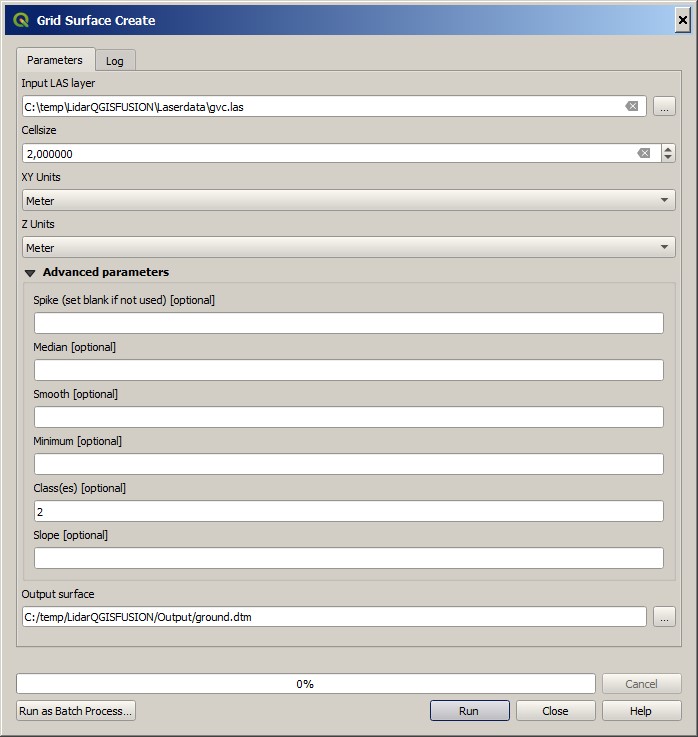 Grid Surface Create
Parameters
Log
Input LAS layer
C:\temp\LidarQGISFUSION\Laserdata\gvc.las
...
Cellsize
2,000000
XY Units
Meter
Z Units
Meter
Advanced parameters
Spike (set blank if not used) [optional]
Median [optional]
Smooth [optional]
Minimum [optional]
Class(es) [optional]
2
Slope [optional]
Output surface
C:/temp/LidarQGISFUSION/Output/ground.dtm
...
0%
Cancel
Run as Batch Process...
Run
Close
Help